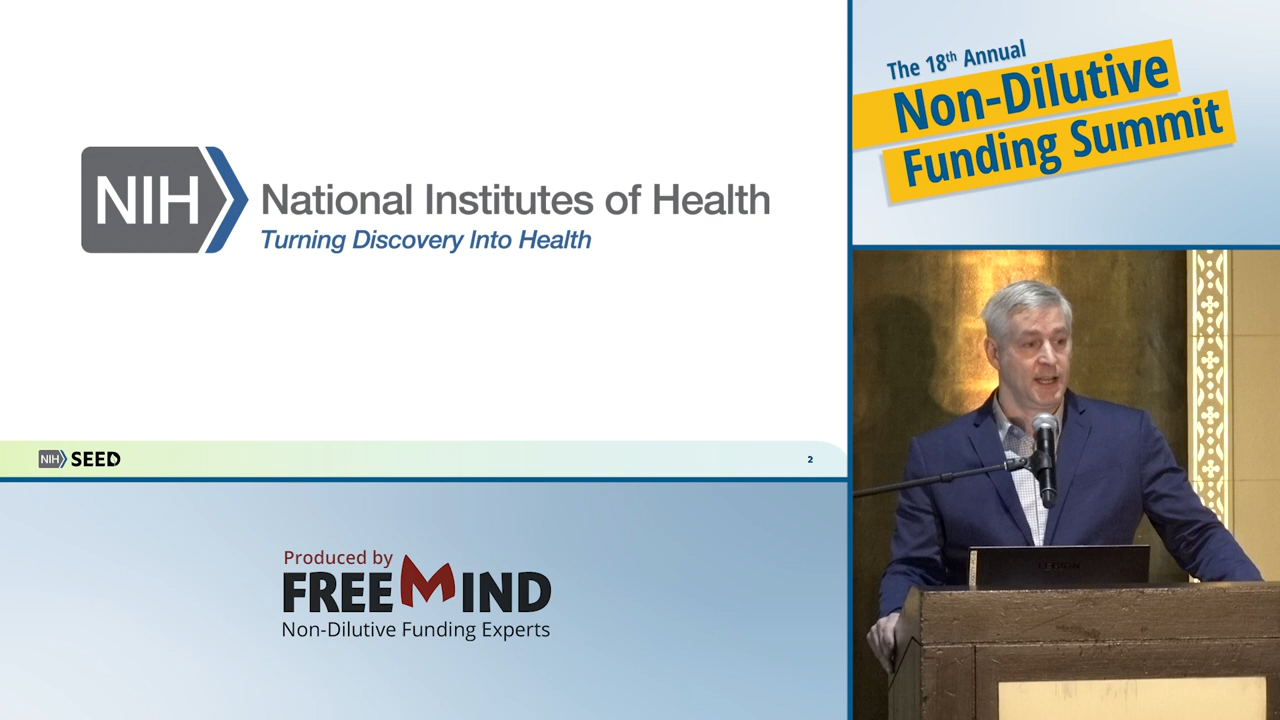 NIH
National Institutes of Health
Turning Discovery Into Health
NIH SEED
2
Produced by
FREEMIND
Non-Dilutive Funding Experts
The 18th Annual
Non-Dilutive
Funding Summit
LEGION